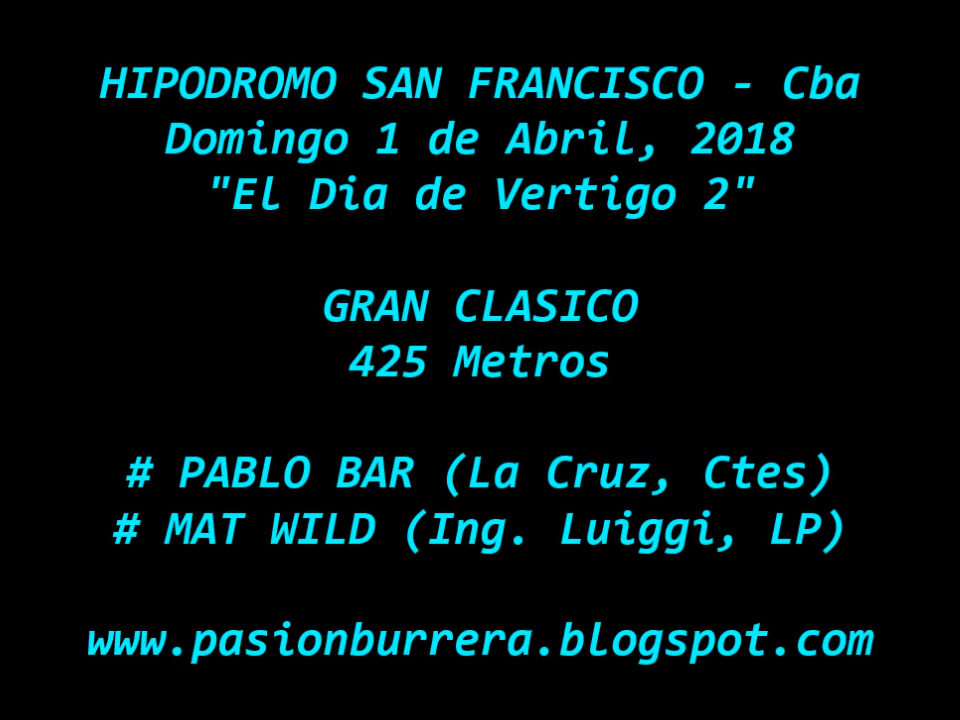 HIPODROMO SAN FRANCISCO - Cba
Domingo 1 de Abril, 2018
"El Dia de Vertigo 2"
GRAN CLASICO
425 Metros
# PABLO BAR (La Cruz, Ctes)
# MAT WILD (Ing. Luiggi, LP)
www.pasionburrera.blogspot.com